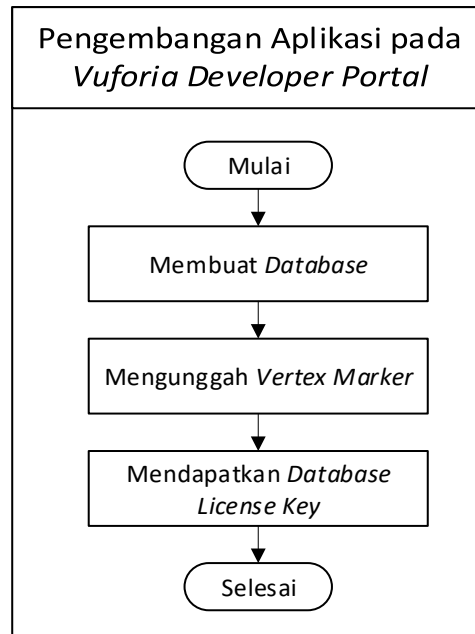 Pengembangan Aplikasi pada
Vuforia Developer Portal
Mulai
Membuat Database
Mengunggah Vertex Marker
Mendapatkan Database
License Key
Selesai